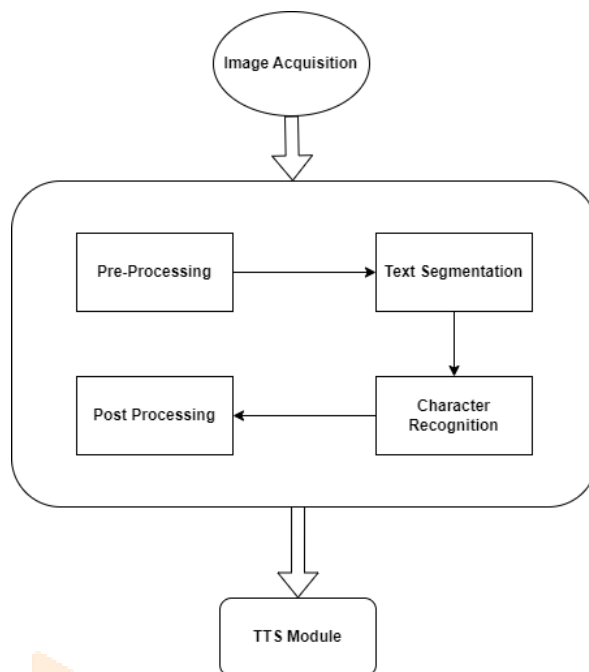 Image Acquisition
Pre-Processing
Text Segmentation
Character
Recognition
Post Processing
TTS Module